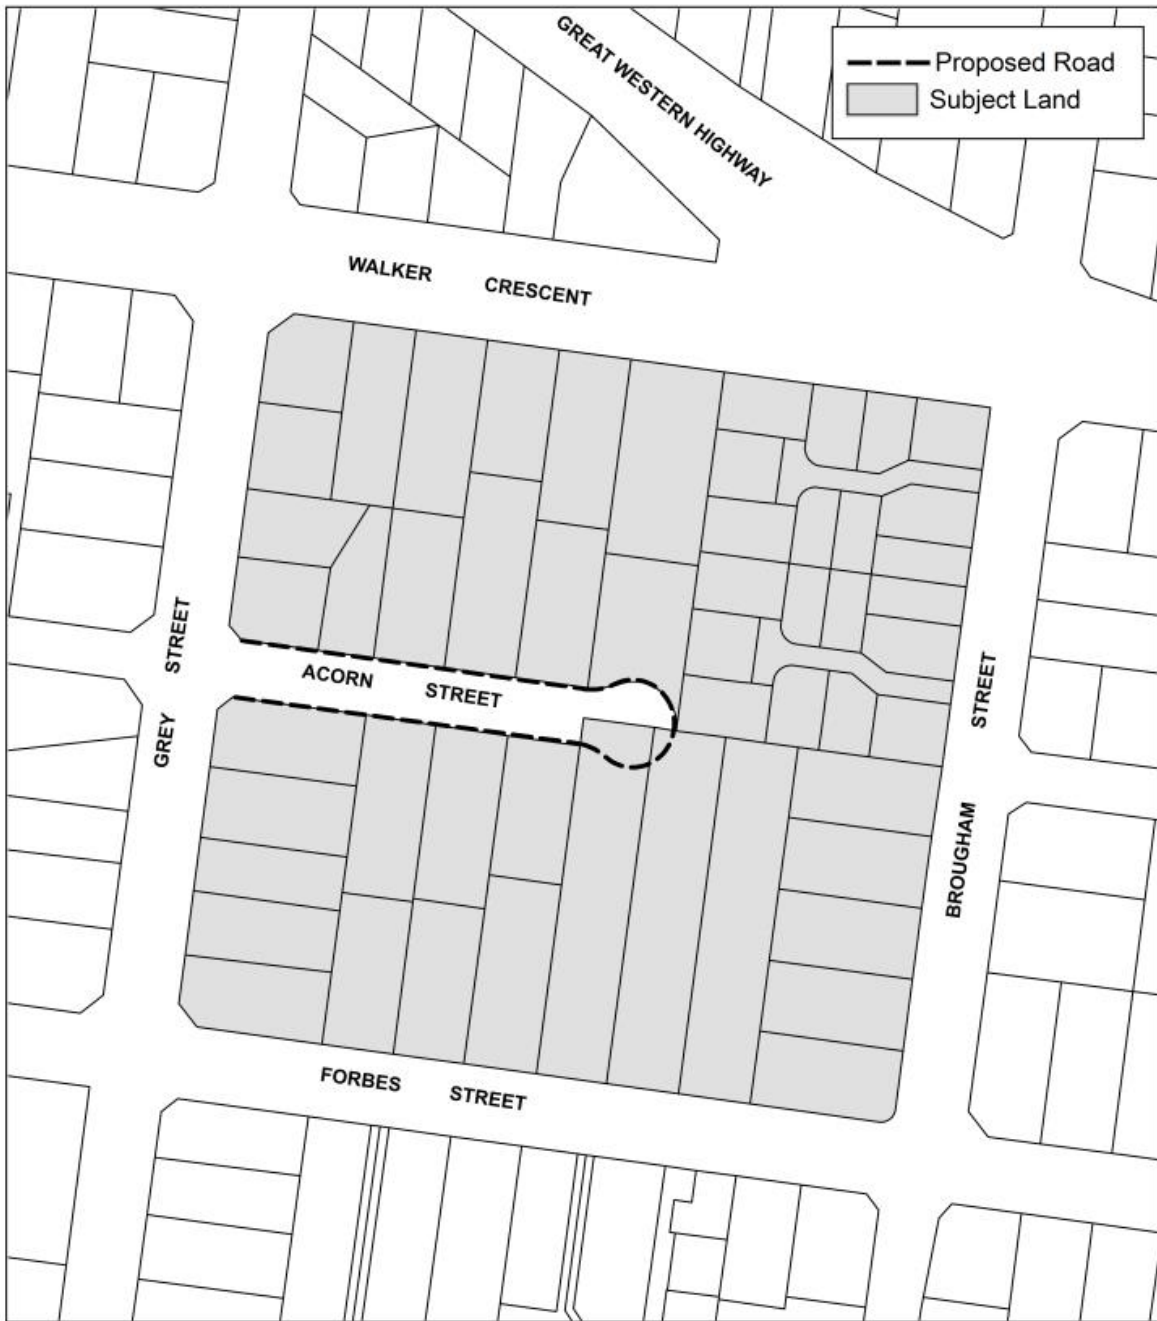 GREAT WESTERN HIGHWAY
Proposed Road
Subject Land
WALKER CRESCENT
GREY STREET
ACORN STREET
BROUGHAM STREET
FORBES STREET